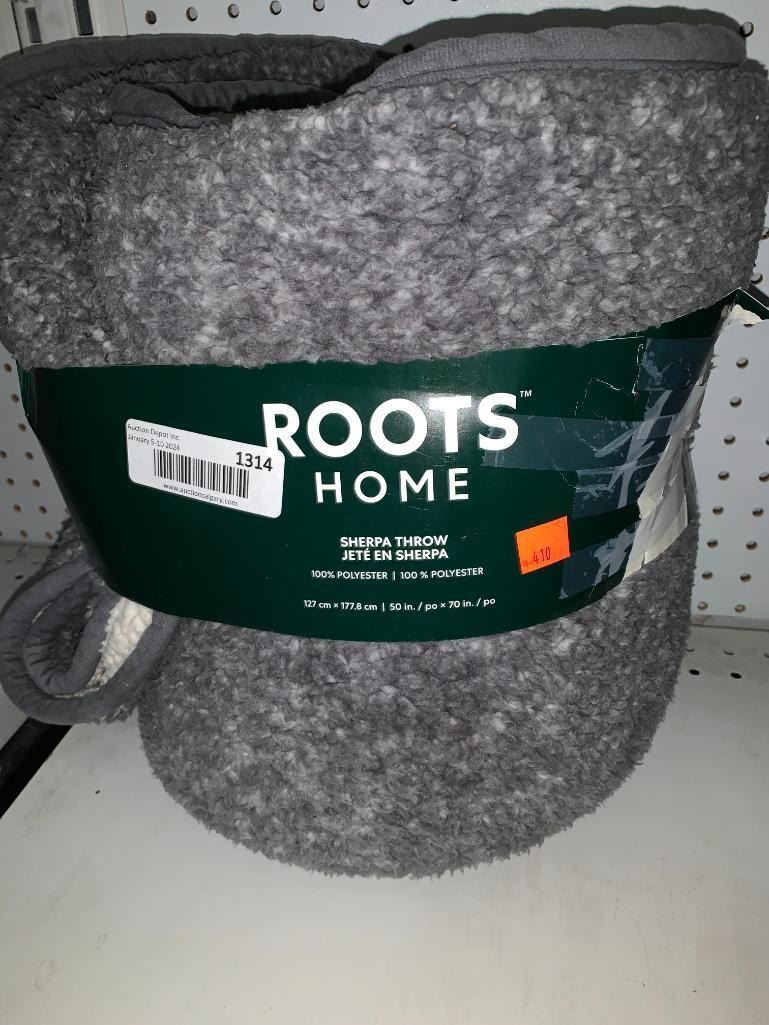 ROOTS™
HOME
Auction Depot Inc
January 5-10 2024
1314
www.auctioncalgary.com
SHERPA THROW
JETÉ EN SHERPA
100% POLYESTER | 100 % POLYESTER
127 cm × 177.8 cm | 50 in. / po × 70 in. / po
410